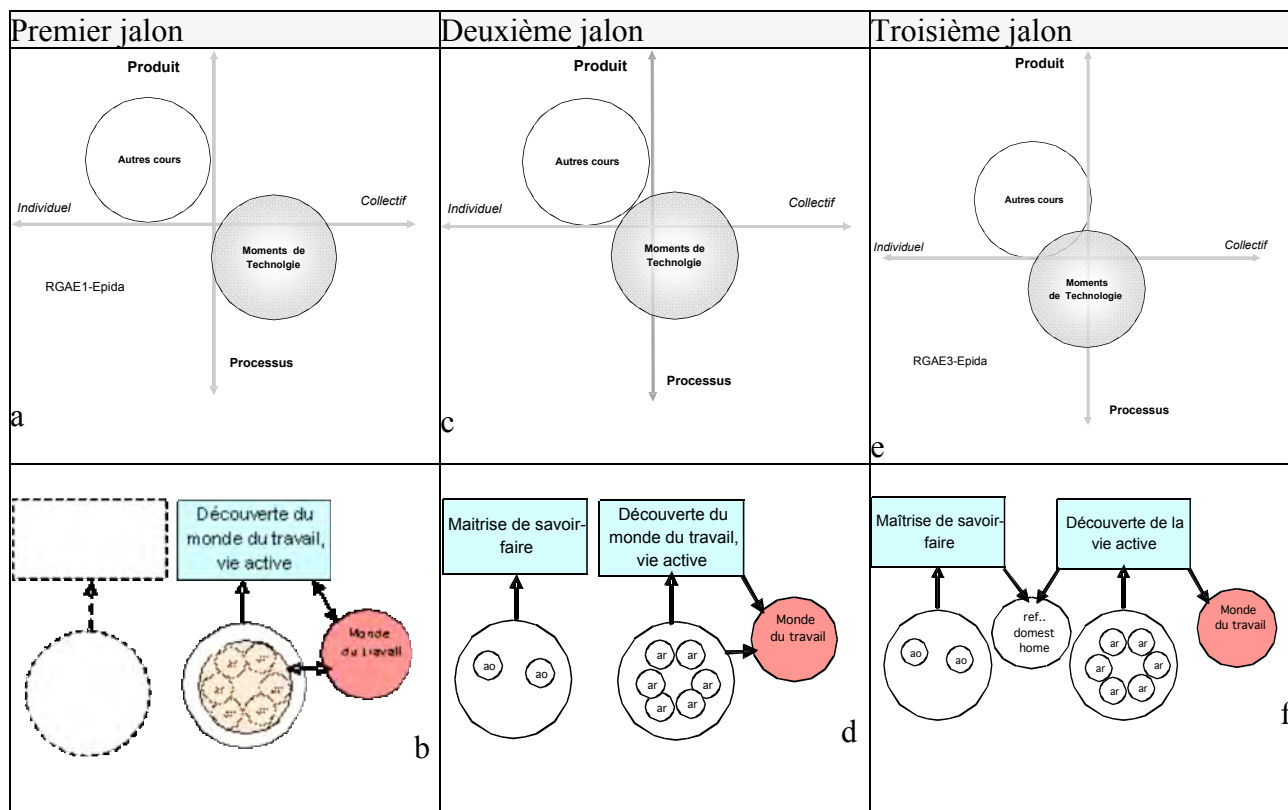 Premier jalon
Deuxième jalon
Troisième jalon
Produit
Autres cours
Individuel
Collectif
Moments de
Technolgie
RGAE1-Epida
Processus
a
Produit
Autres cours
Individuel
Collectif
Moments de
Technologie
Processus
c
Produit
Autres cours
Individuel
Collectif
Moments
de Technologie
RGAE3-Epida
Processus
e
Découverte du
monde du travail,
vie active
Monde
du travail
b
Maitrise de savoir-
faire
Découverte du
monde du travail,
vie active
ao
ao
ar
ar
ar
ar
ar
ar
Monde
du travail
d
Maîtrise de savoir-
faire
Découverte de la
vie active
ao
ao
ref..
domest
home
ar
ar
ar
ar
ar
ar
Monde
du travail
f